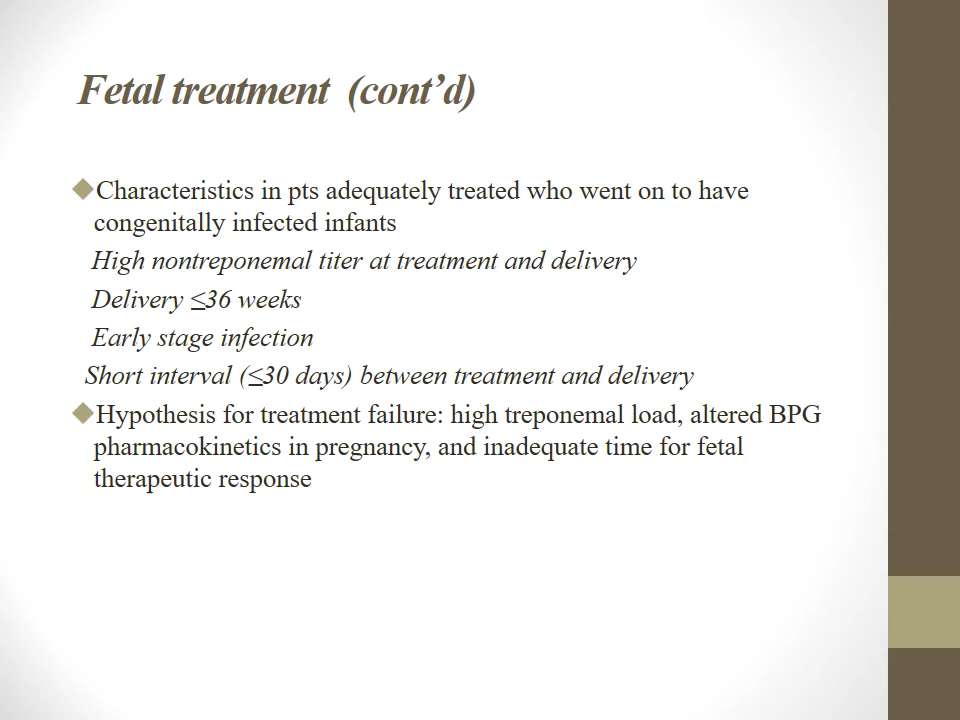 Fetal treatment (cont’d)
Characteristics in pts adequately treated who went on to have
congenitally infected infants
High nontreponemal titer at treatment and delivery
Delivery ≤36 weeks
Early stage infection
Short interval (≤30 days) between treatment and delivery
Hypothesis for treatment failure: high treponemal load, altered BPG
pharmacokinetics in pregnancy, and inadequate time for fetal
therapeutic response